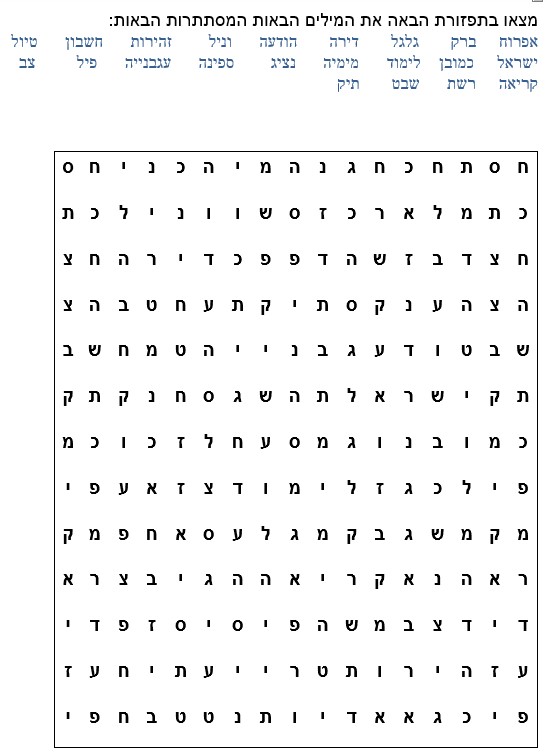 מצאו בתפזורת הבאה את המילים הבאות המסתתרות הבאות:
אפרוח ברק גלגל דירה הודעה וניל זהירות חשבון טיול
ישראל כמובן לימוד מימיה נציג ספינה עגבנייה פיל צב
קריאה רשת שבט תיק
ח ס ת ח כ ח ג נ ה מ י ה כ נ י ח ס
כ ת מ ל א ר כ ז ס ש ו ו נ י ל כ ת
ח צ ד ב ז ש ה ד פ פ כ ד י ר ה ח צ
ה צ ה ע נ ק ס ת י ק ת ע ח ט ב ה צ
ש ב ט ו ד ע ג ב נ י י ה ט מ ח ש ב
ת ק י ש ר א ל ת ה ש ג ס ח נ ק ת ק
כ מ ו ב נ ו ג מ ס ע ח ל ז כ ו כ מ
פ י ל כ ג ז ל י מ ו ד צ ז א ע פ י
מ ק מ ש ג ב ק מ ג ל ע ס א ח פ מ ק
ר א ה נ א ק ר י א ה ה ג י ב צ ר א
ד י ד צ ב מ ש ה פ י ס י ס ז פ ד י
ע ז ה י ר ו ת ט ר י י ע ת י ח ע ז
פ י כ ג א א ד י ו ת נ ט ט ב ח פ י